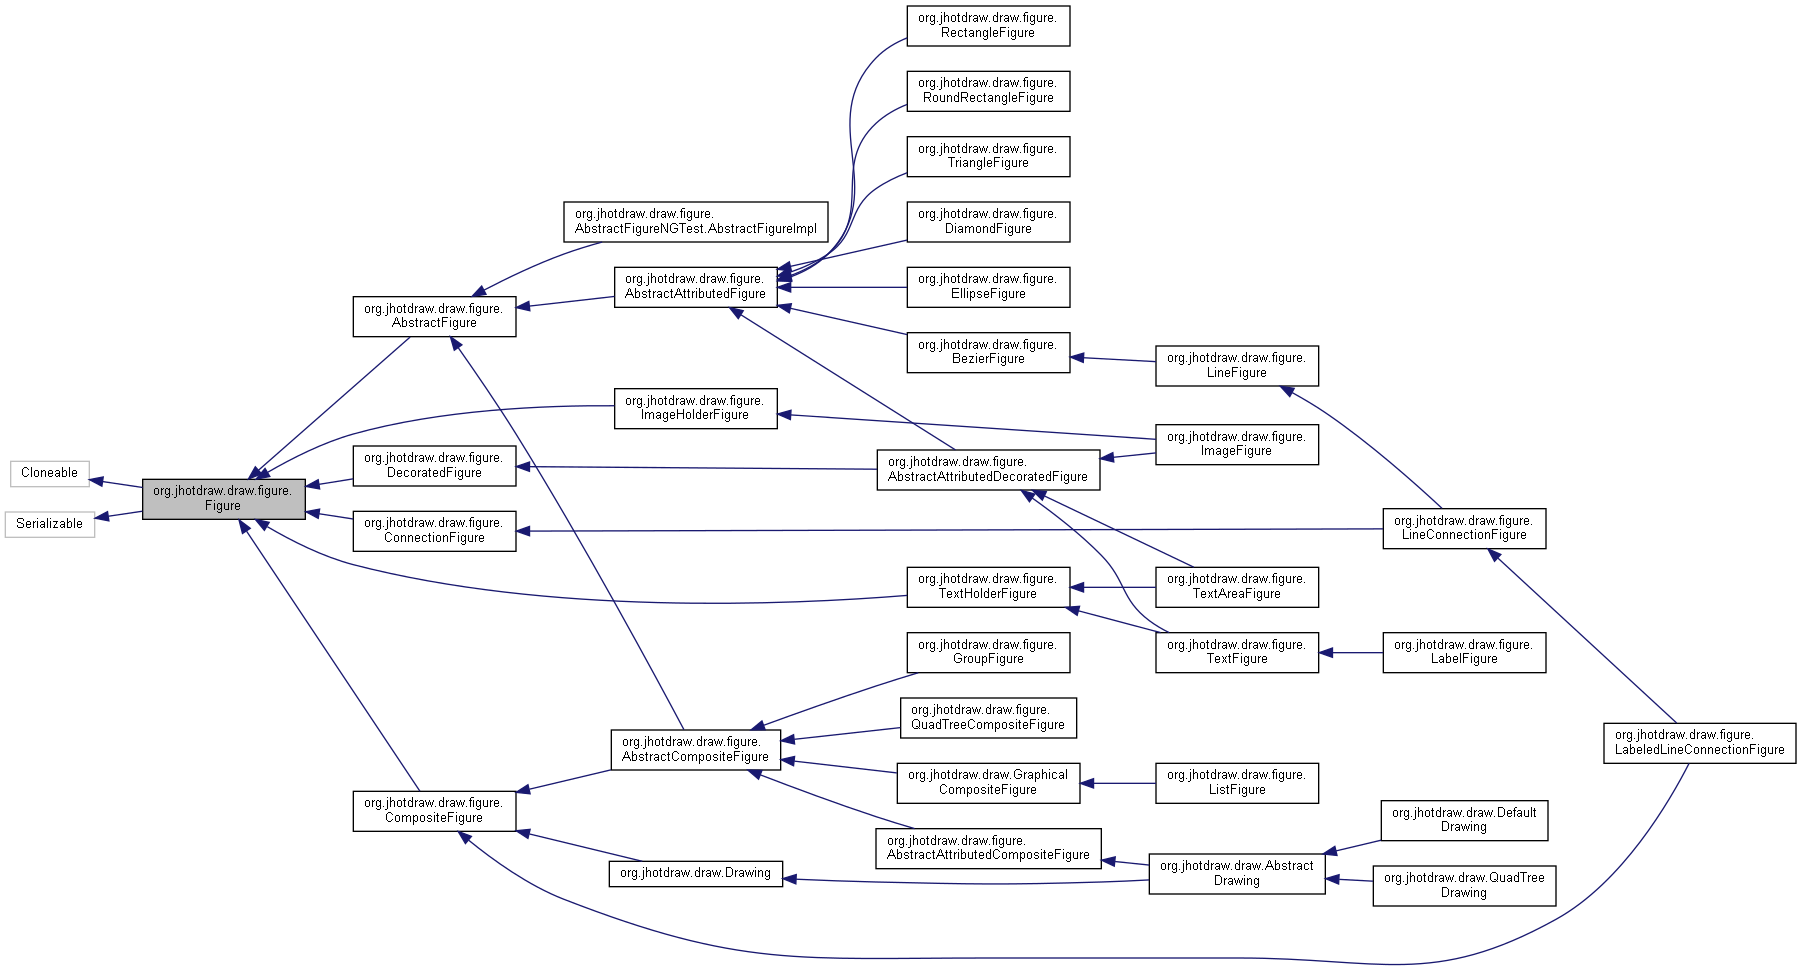 org.jhotdraw.draw.figure.
RectangleFigure
org.jhotdraw.draw.figure.
RoundRectangleFigure
org.jhotdraw.draw.figure.
TriangleFigure
org.jhotdraw.draw.figure.
AbstractFigureNGTest.AbstractFigureImpl
org.jhotdraw.draw.figure.
DiamondFigure
org.jhotdraw.draw.figure.
AbstractAttributedFigure
org.jhotdraw.draw.figure.
EllipseFigure
org.jhotdraw.draw.figure.
AbstractFigure
org.jhotdraw.draw.figure.
BezierFigure
org.jhotdraw.draw.figure.
LineFigure
org.jhotdraw.draw.figure.
ImageHolderFigure
org.jhotdraw.draw.figure.
ImageFigure
org.jhotdraw.draw.figure.
DecoratedFigure
org.jhotdraw.draw.figure.
AbstractAttributedDecoratedFigure
Cloneable
org.jhotdraw.draw.figure.
Figure
Serializable
org.jhotdraw.draw.figure.
ConnectionFigure
org.jhotdraw.draw.figure.
LineConnectionFigure
org.jhotdraw.draw.figure.
TextHolderFigure
org.jhotdraw.draw.figure.
TextAreaFigure
org.jhotdraw.draw.figure.
GroupFigure
org.jhotdraw.draw.figure.
TextFigure
org.jhotdraw.draw.figure.
LabelFigure
org.jhotdraw.draw.figure.
QuadTreeCompositeFigure
org.jhotdraw.draw.figure.
AbstractCompositeFigure
org.jhotdraw.draw.figure.
LabeledLineConnectionFigure
org.jhotdraw.draw.Graphical
CompositeFigure
org.jhotdraw.draw.figure.
ListFigure
org.jhotdraw.draw.figure.
CompositeFigure
org.jhotdraw.draw.Default
Drawing
org.jhotdraw.draw.figure.
AbstractAttributedCompositeFigure
org.jhotdraw.draw.Drawing
org.jhotdraw.draw.Abstract
Drawing
org.jhotdraw.draw.QuadTree
Drawing